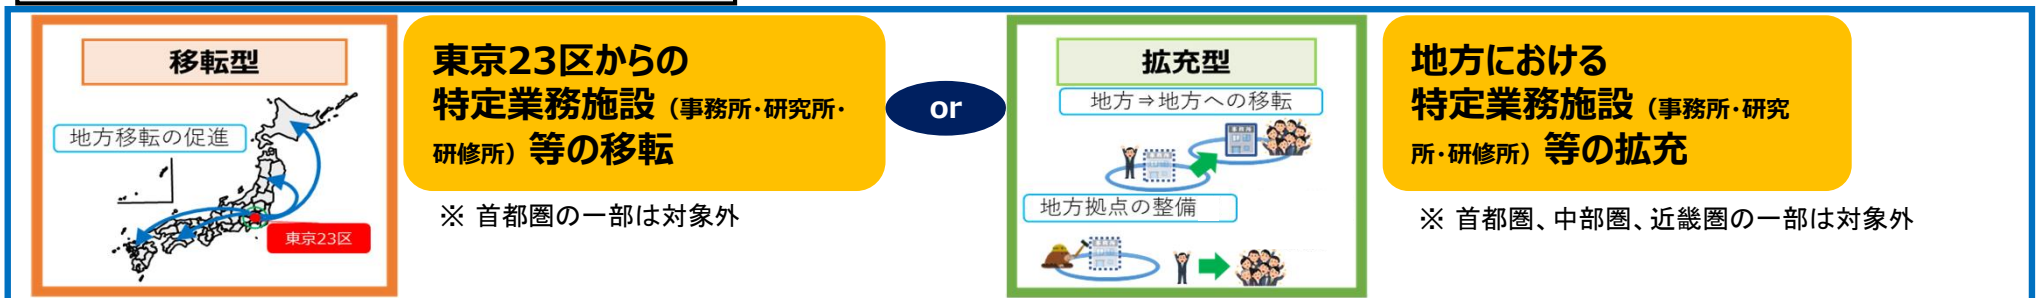 移転型
地方移転の促進
東京23区
東京23区からの
特定業務施設（事務所・研究所・
研修所）等の移転
※ 首都圏の一部は対象外
or
拡充型
地方⇒地方への移転
地方拠点の整備
地方における
特定業務施設（事務所・研究
所・研修所）等の拡充
※ 首都圏、中部圏、近畿圏の一部は対象外